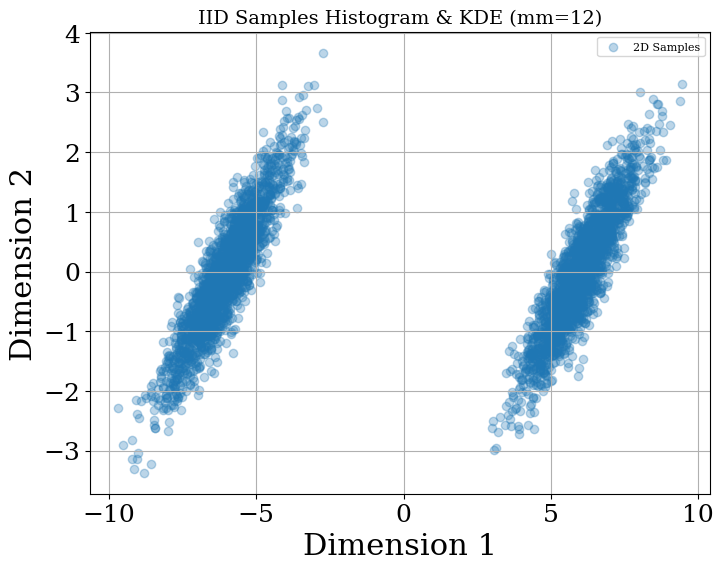 IID Samples Histogram & KDE (mm=12)
2D Samples
Dimension 2
4
3
2
1
0
−1
−2
−3
−10 −5 0 5 10
Dimension 1